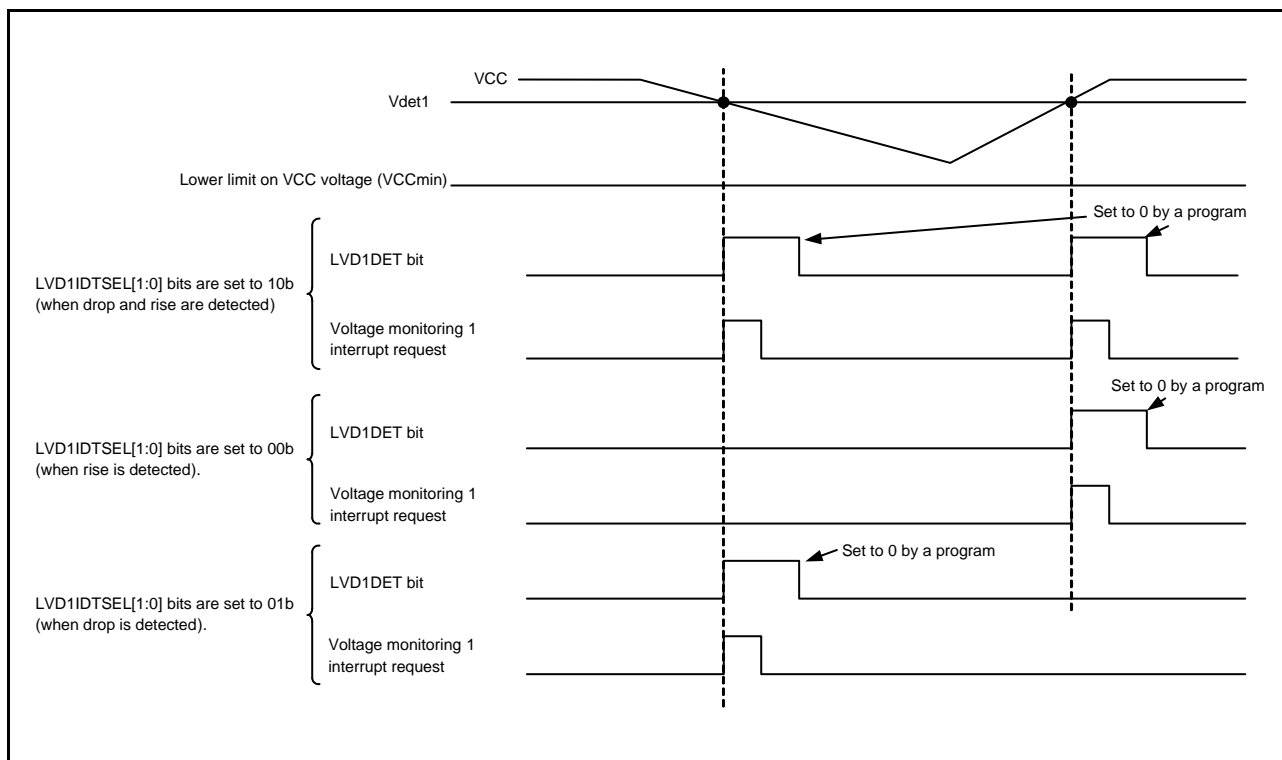 VCC
Vdet1
Lower limit on VCC voltage (VCCmin)
Set to 0 by a program
LVD1DET bit
LVD1IDTSEL[1:0] bits are set to 10b
(when drop and rise are detected)
Voltage monitoring 1
interrupt request
Set to 0 by a program
LVD1DET bit
LVD1IDTSEL[1:0] bits are set to 00b
(when rise is detected).
Voltage monitoring 1
interrupt request
Set to 0 by a program
LVD1DET bit
LVD1IDTSEL[1:0] bits are set to 01b
(when drop is detected).
Voltage monitoring 1
interrupt request